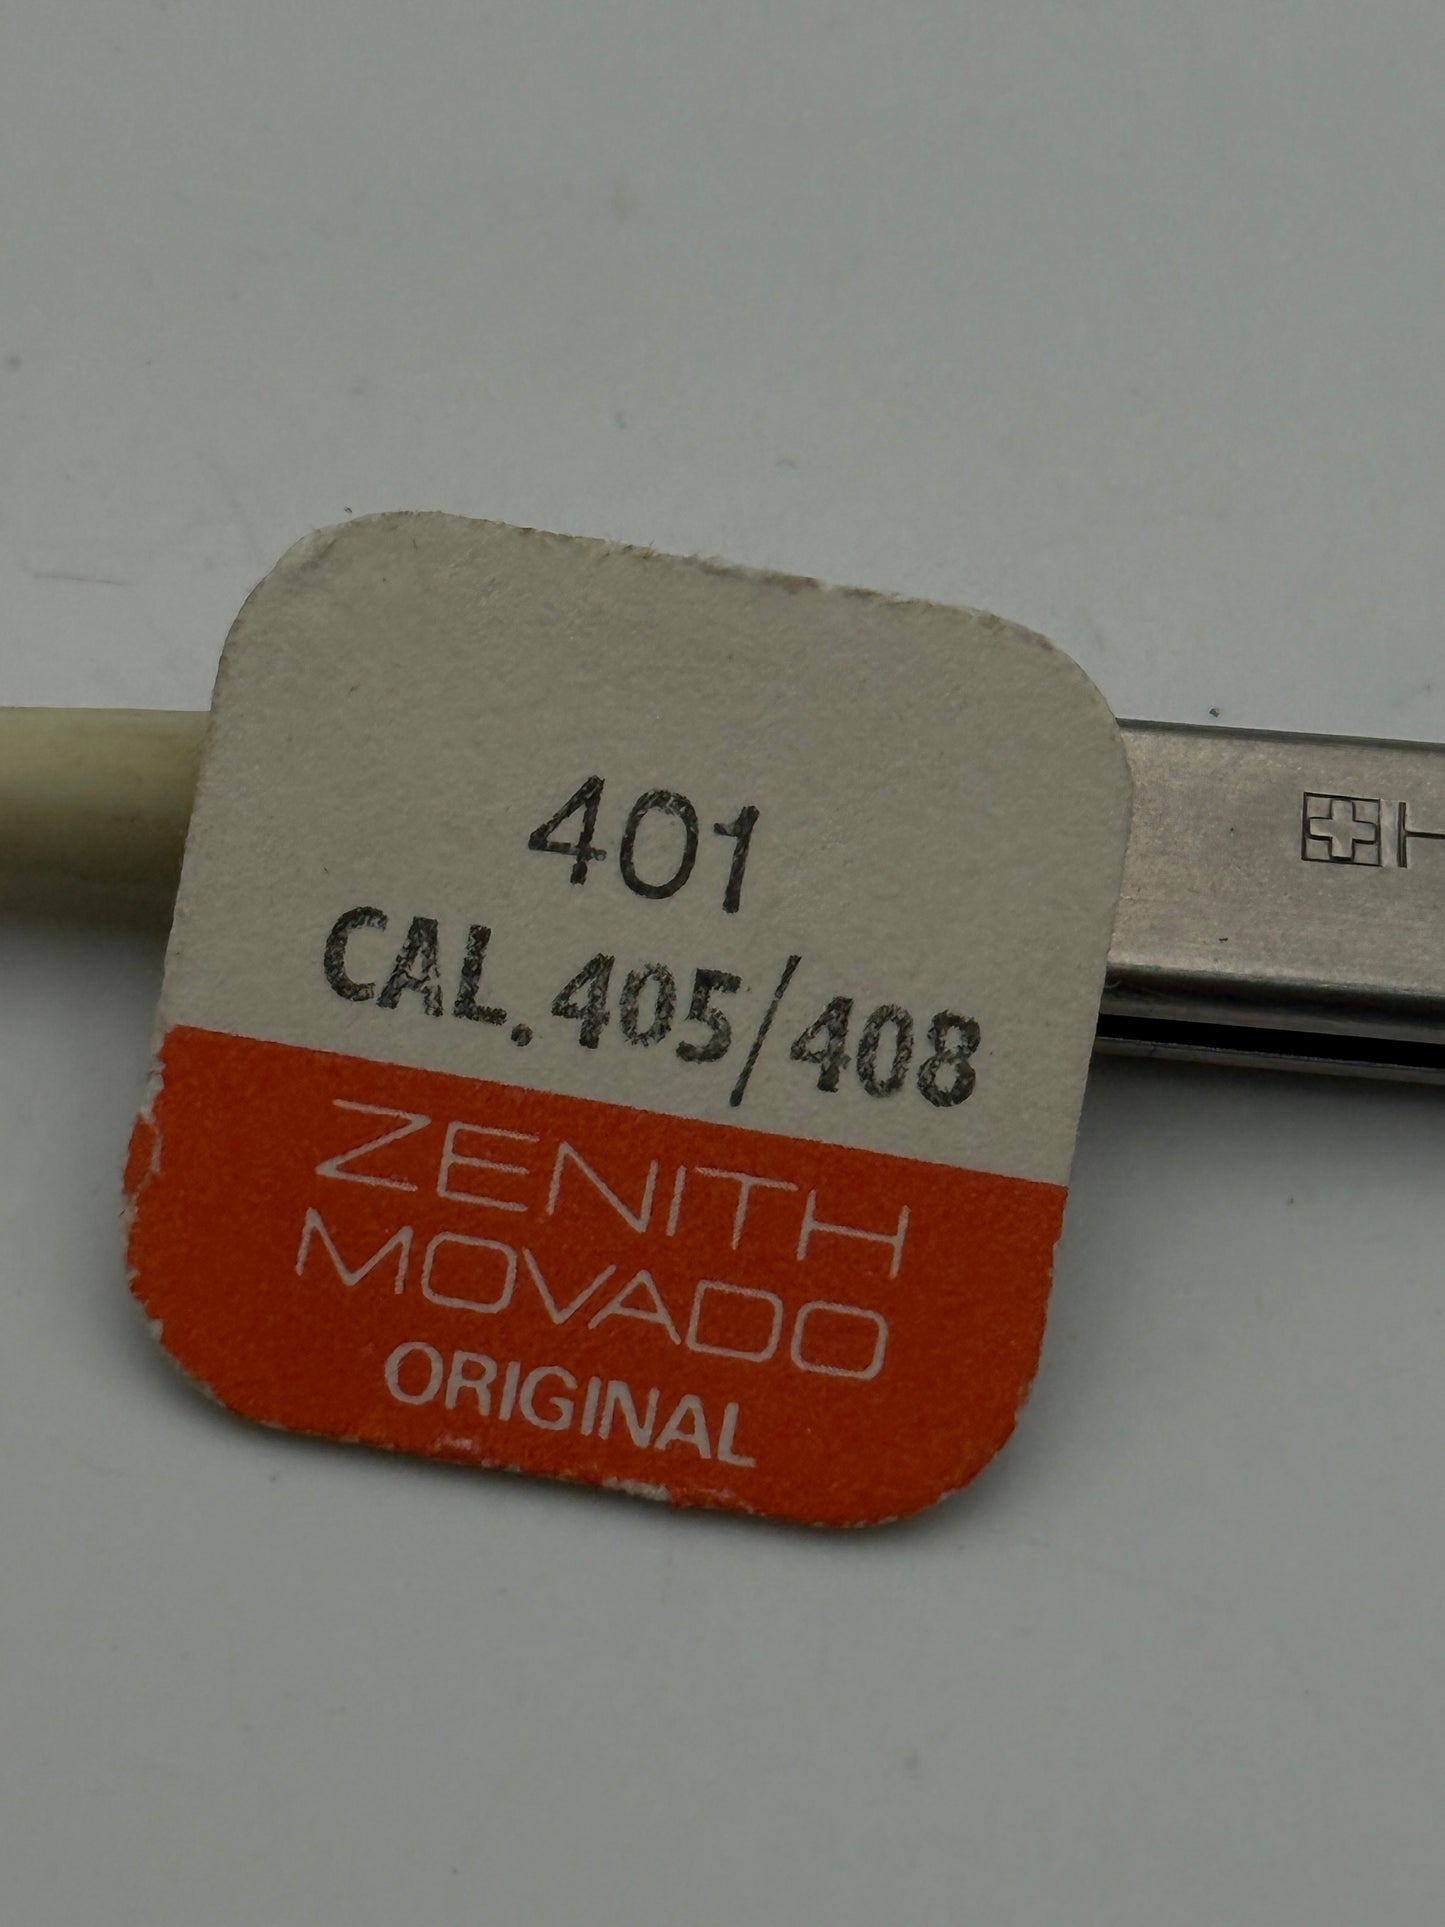 401
CAL. 405/408
ZENITH
MOVADO
ORIGINAL
H